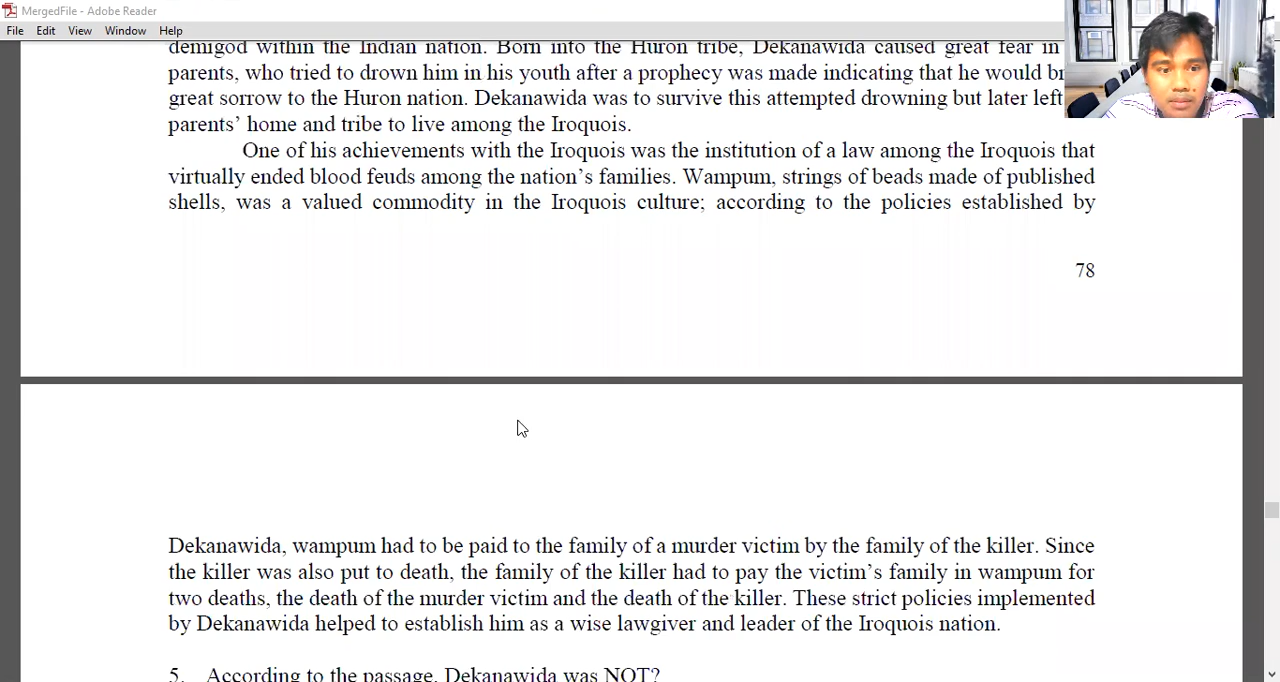 MergedFile - Adobe Reader
File Edit View Window Help
demigod within the Indian nation. Born into the Huron tribe, Dekanawida caused great fear in
parents, who tried to drown him in his youth after a prophecy was made indicating that he would
great sorrow to the Huron nation. Dekanawida was to survive this attempted drowning but later left
parents’ home and tribe to live among the Iroquois.
One of his achievements with the Iroquois was the institution of a law among the Iroquois that
virtually ended blood feuds among the nation’s families. Wampum, strings of beads made of published
shells, was a valued commodity in the Iroquois culture; according to the policies established by
78
Dekanawida, wampum had to be paid to the family of a murder victim by the family of the killer. Since
the killer was also put to death, the family of the killer had to pay the victim’s family in wampum for
two deaths, the death of the murder victim and the death of the killer. These strict policies implemented
by Dekanawida helped to establish him as a wise lawgiver and leader of the Iroquois nation.
5. According to the passage, Dekanawida was NOT?